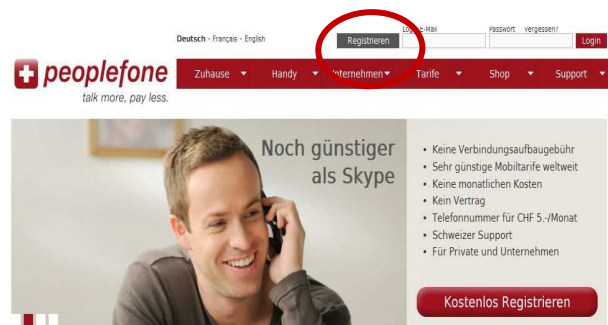 Deutsch - Français - English
Registrieren
Login E-Mail
Passwort vergessen?
Login
peoplefone
talk more, pay less.
Zuhause
Handy
Unternehmen
Tarife
Shop
Support
Noch günstiger
als Skype
• Keine Verbindungsaufbaugebühr
• Sehr günstige Mobiltarife weltweit
• Keine monatlichen Kosten
• Kein Vertrag
• Telefonnummer für CHF 5.-/Monat
• Schweizer Support
• Für Private und Unternehmen
Kostenlos Registrieren